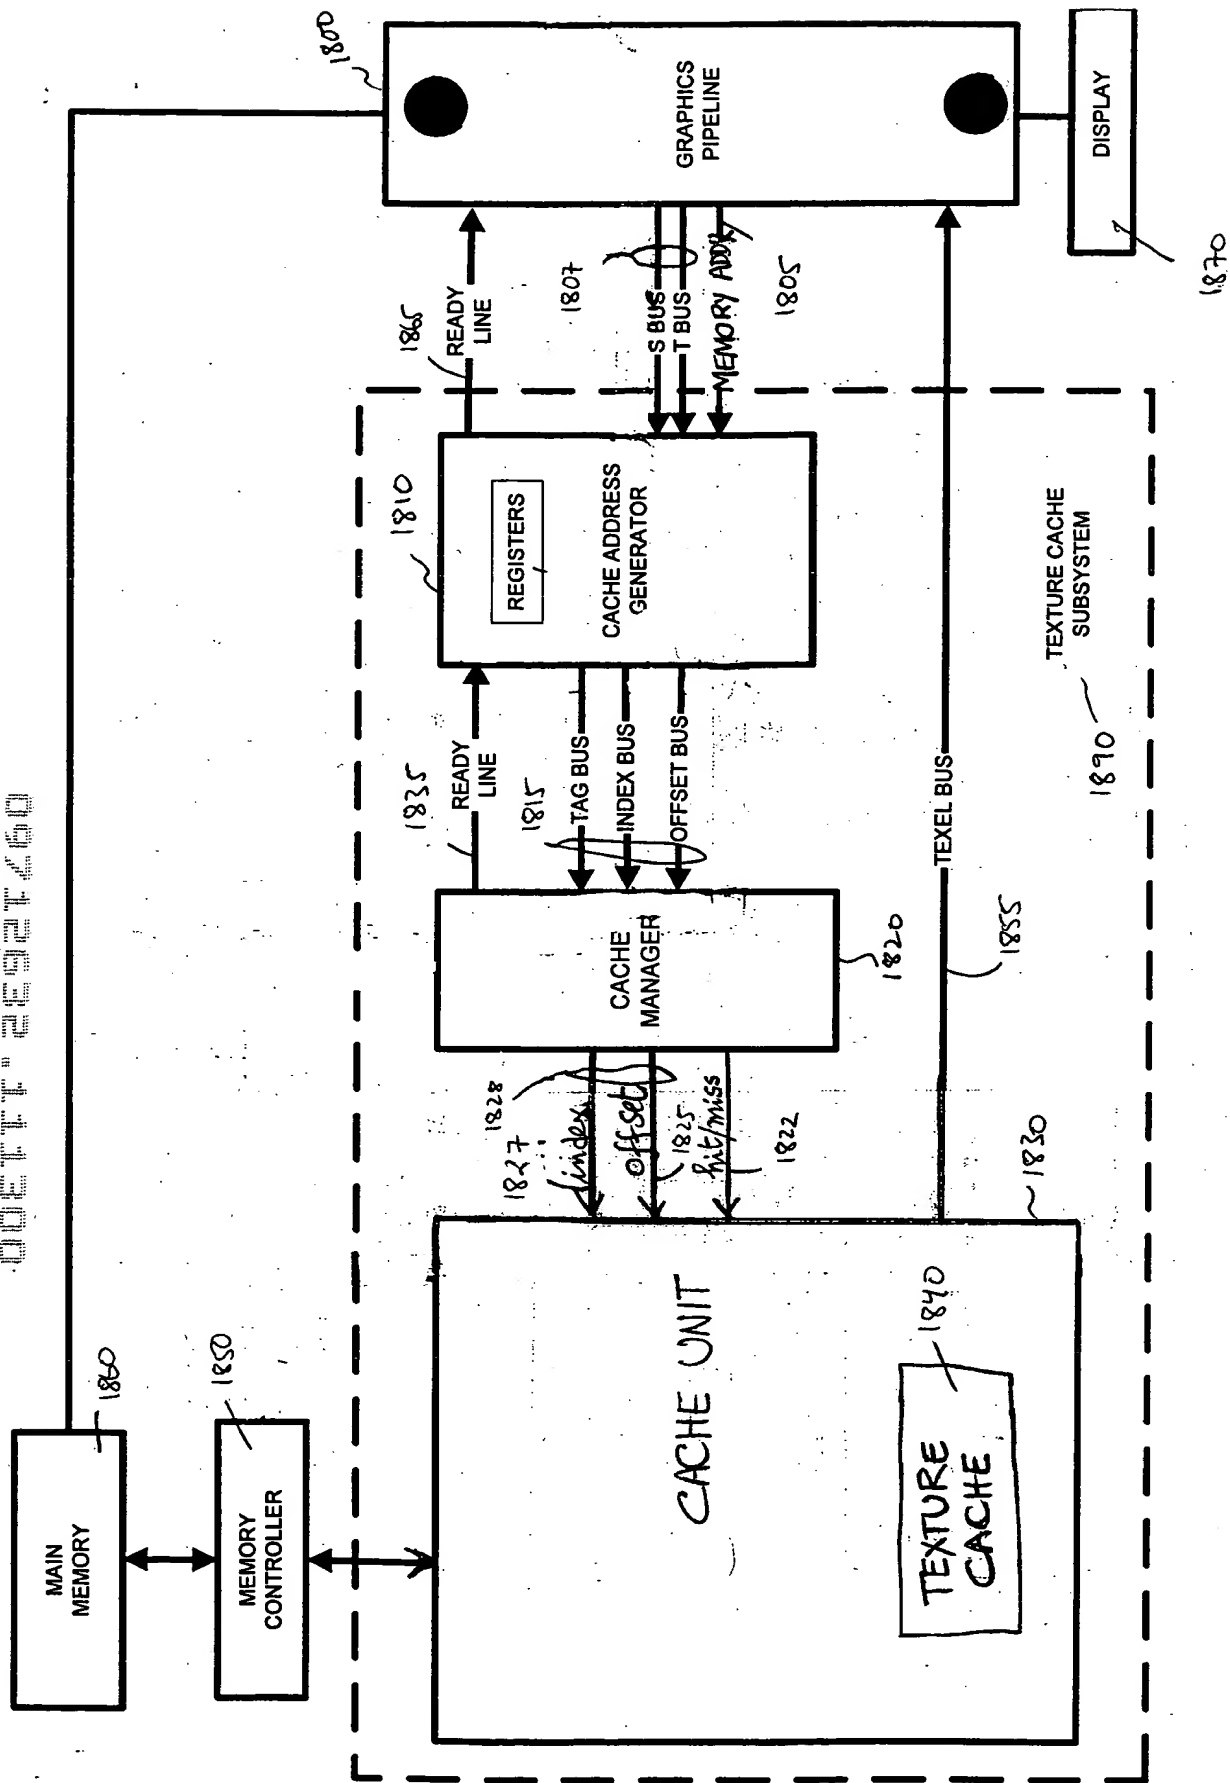 MAIN
MEMORY
1860
MEMORY
CONTROLLER
1850
1800
GRAPHICS
PIPELINE
DISPLAY
1870
READY
LINE
1865
1807
S BUS
T BUS
MEMORY ADDR
1805
1810
REGISTERS
CACHE ADDRESS
GENERATOR
READY
LINE
1835
1815
TAG BUS
INDEX BUS
OFFSET BUS
CACHE
MANAGER
1820
1828
1827
index
offset
1825
hit/miss
1822
CACHE UNIT
1830
TEXTURE
CACHE
1840
TEXEL BUS
1855
TEXTURE CACHE
SUBSYSTEM
1890